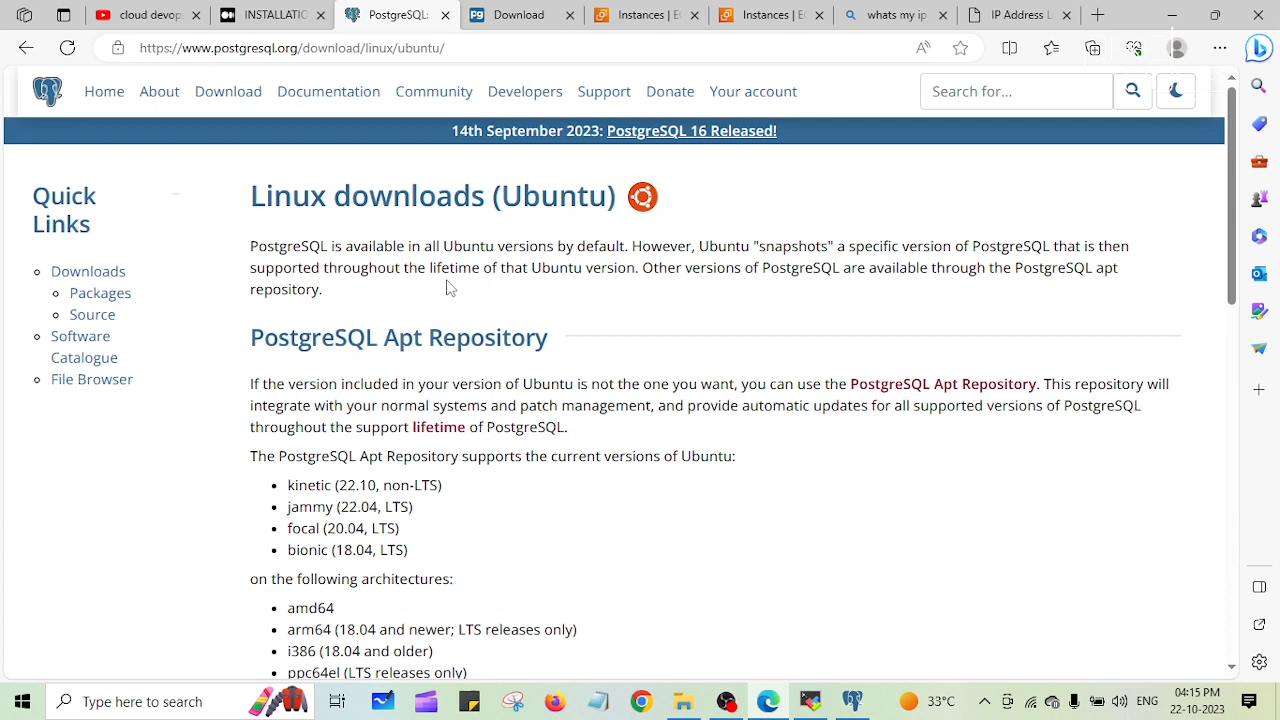 cloud devop
INSTALLATIO
PostgreSQL:
Download
Instances | EC
Instances | E
whats my ip
IP Address L
https://www.postgresql.org/download/linux/ubuntu/
Home About Download Documentation Community Developers Support Donate Your account
Search for...
14th September 2023: PostgreSQL 16 Released!
Quick
Links
Downloads
Packages
Source
Software
Catalogue
File Browser
Linux downloads (Ubuntu)
PostgreSQL is available in all Ubuntu versions by default. However, Ubuntu "snapshots" a specific version of PostgreSQL that is then
supported throughout the lifetime of that Ubuntu version. Other versions of PostgreSQL are available through the PostgreSQL apt
repository.
PostgreSQL Apt Repository
If the version included in your version of Ubuntu is not the one you want, you can use the PostgreSQL Apt Repository. This repository will
integrate with your normal systems and patch management, and provide automatic updates for all supported versions of PostgreSQL
throughout the support lifetime of PostgreSQL.
The PostgreSQL Apt Repository supports the current versions of Ubuntu:
kinetic (22.10, non-LTS)
jammy (22.04, LTS)
focal (20.04, LTS)
bionic (18.04, LTS)
on the following architectures:
amd64
arm64 (18.04 and newer; LTS releases only)
i386 (18.04 and older)
ppc64el (LTS releases only)
Type here to search
33°C
ENG
04:15 PM
22-10-2023